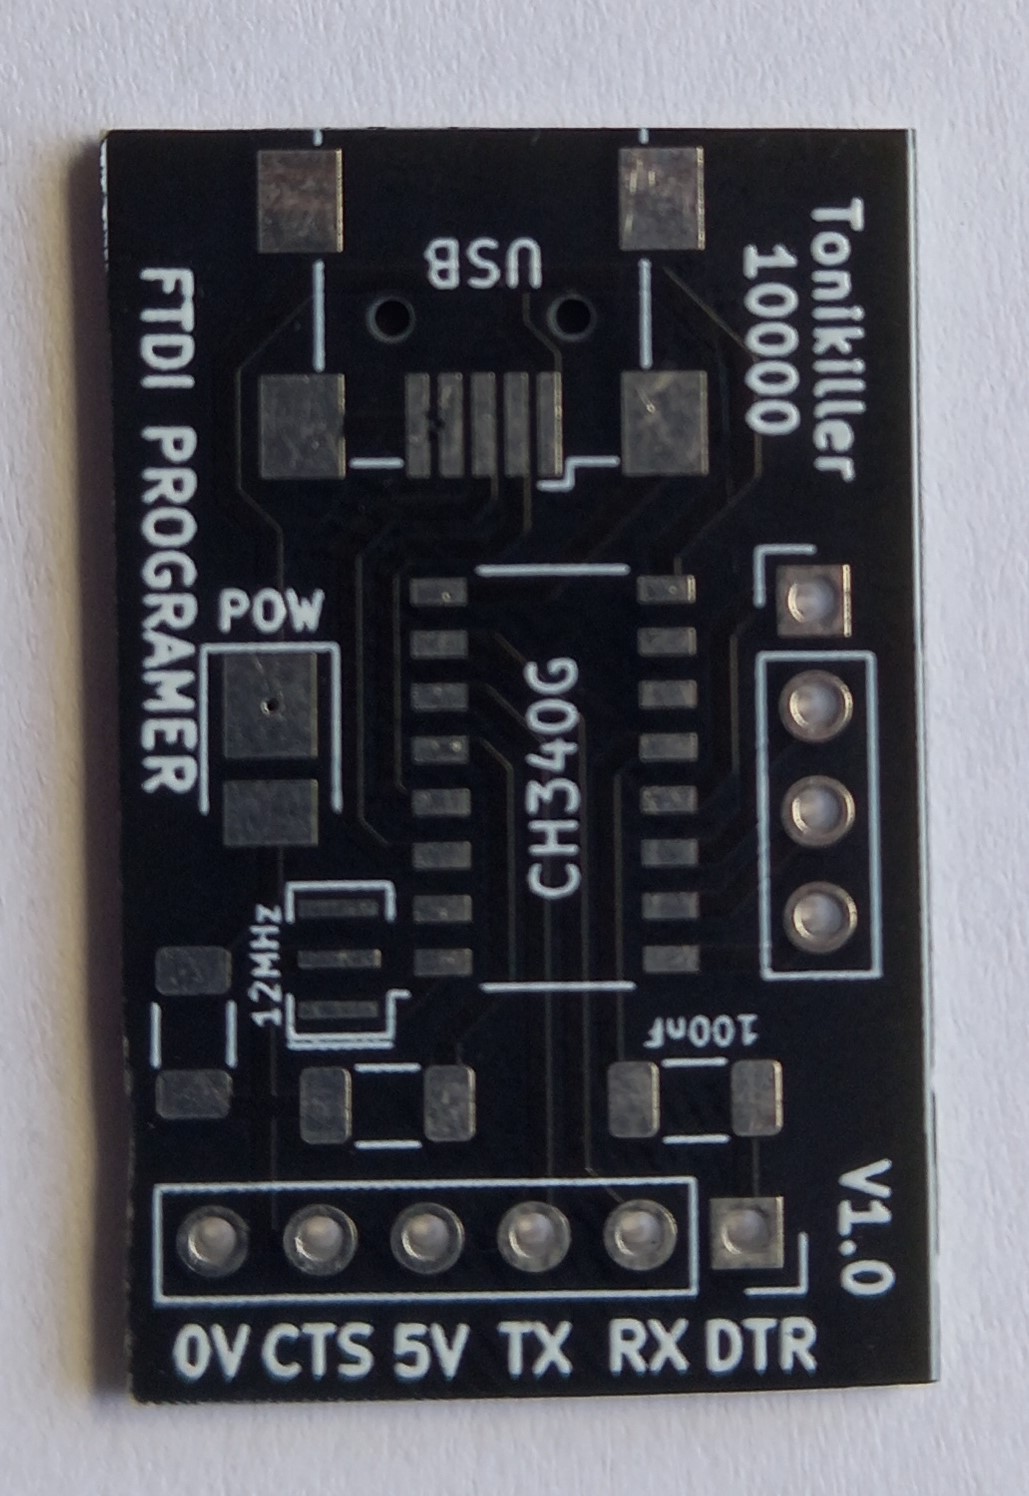 USB
Tonikiller
10000
FTDI PROGRAMER
POW
CH340G
12MHz
100nF
V1.0
0V CTS 5V TX RX DTR